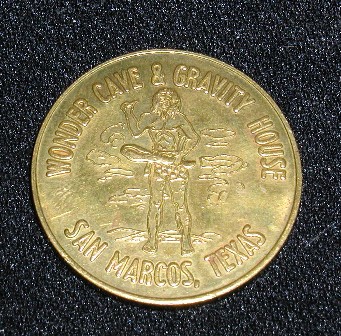 WONDER CAVE & GRAVITY HOUSE
SAN MARCOS, TEXAS